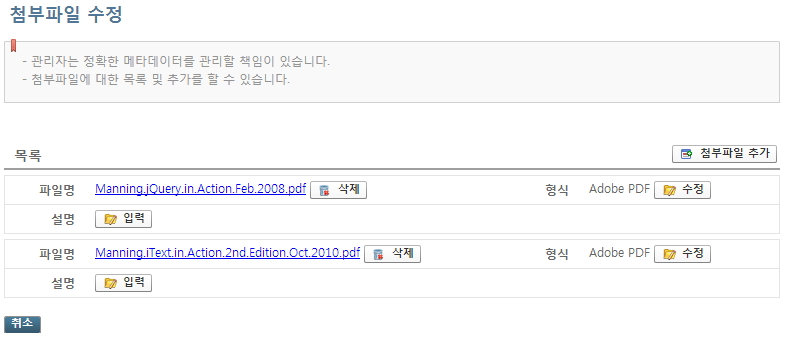 첨부파일 수정
- 관리자는 정확한 메타데이터를 관리할 책임이 있습니다.
- 첨부파일에 대한 목록 및 추가를 할 수 있습니다.
목록 첨부파일 추가
파일명 Manning.jQuery.in.Action.Feb.2008.pdf 삭제 형식 Adobe PDF 수정
설명 입력
파일명 Manning.iText.in.Action.2nd.Edition.Oct.2010.pdf 삭제 형식 Adobe PDF 수정
설명 입력
취소